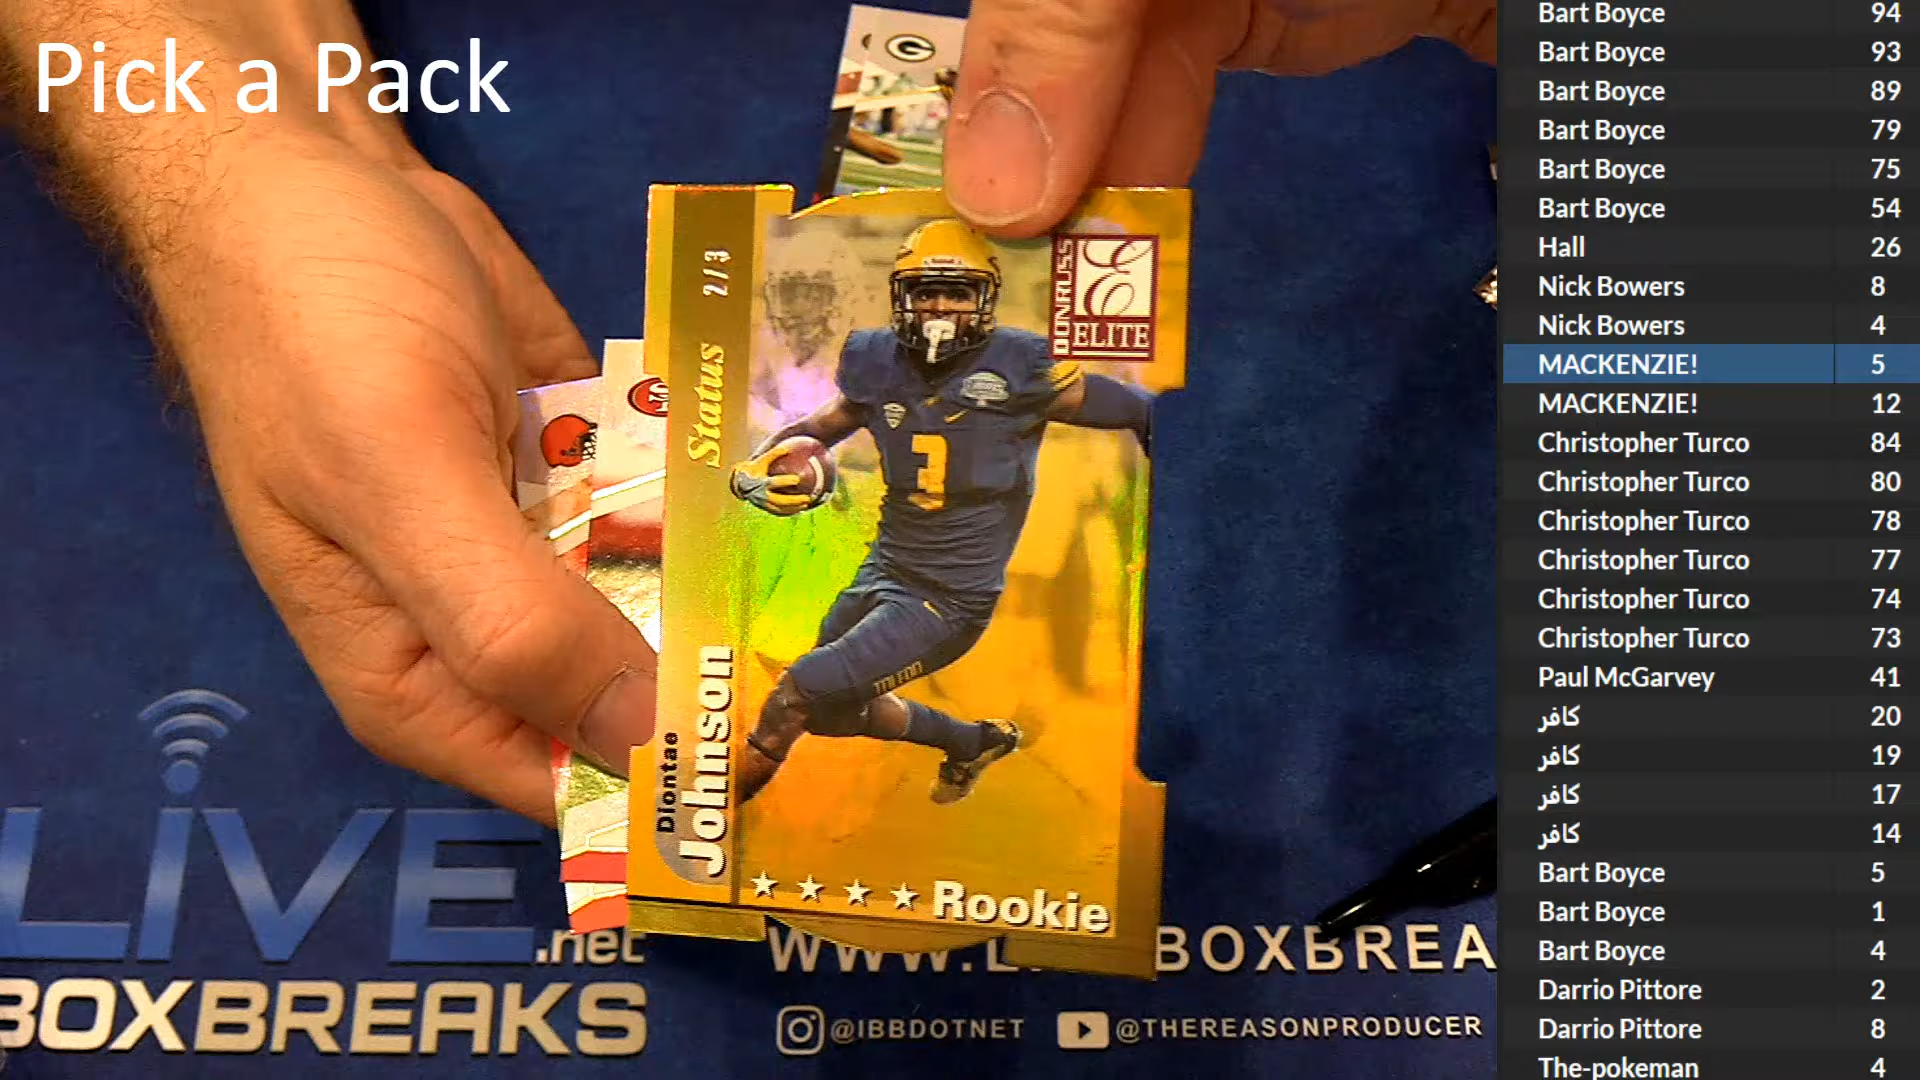 Pick a Pack
2/3
Status
DONRUSS
ELITE
3
TOLEDO
Diontae
Johnson
Rookie
LiVE.net
BOXBREAKS
WWW.L
BOXBREA
@IBBDOTNET
@THEREASONPRODUCER
Bart Boyce 94
Bart Boyce 93
Bart Boyce 89
Bart Boyce 79
Bart Boyce 75
Bart Boyce 54
Hall 26
Nick Bowers 8
Nick Bowers 4
MACKENZIE! 5
MACKENZIE! 12
Christopher Turco 84
Christopher Turco 80
Christopher Turco 78
Christopher Turco 77
Christopher Turco 74
Christopher Turco 73
Paul McGarvey 41
كافر 20
كافر 19
كافر 17
كافر 14
Bart Boyce 5
Bart Boyce 1
Bart Boyce 4
Darrio Pittore 2
Darrio Pittore 8
The-pokeman 4